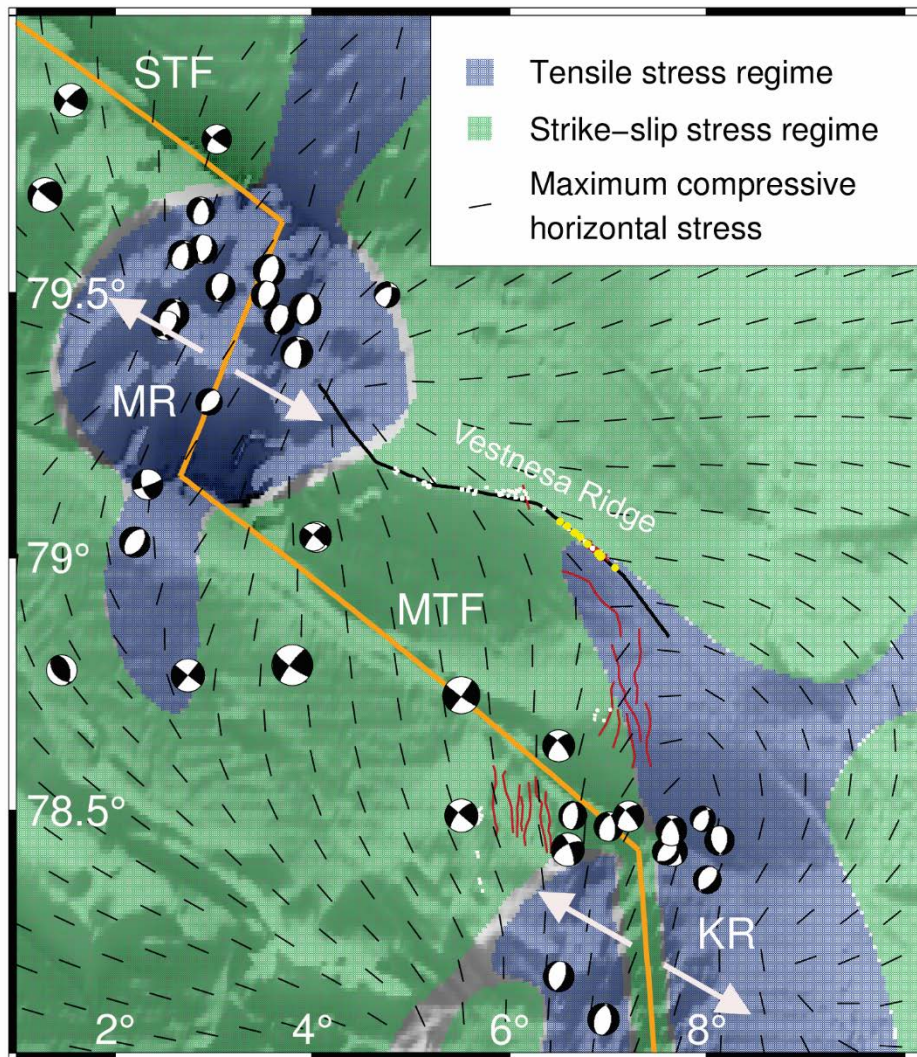 STF
Tensile stress regime
Strike–slip stress regime
Maximum compressive
horizontal stress
79.5°
MR
Vestnesa Ridge
79°
MTF
78.5°
KR
2°
4°
6°
8°